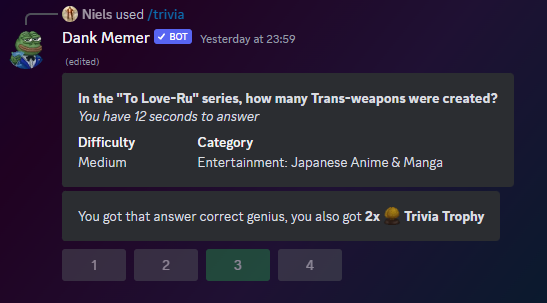 Niels used /trivia
Dank Memer ✓ BOT Yesterday at 23:59
(edited)
In the "To Love-Ru" series, how many Trans-weapons were created?
You have 12 seconds to answer
Difficulty Category
Medium Entertainment: Japanese Anime & Manga
You got that answer correct genius, you also got 2x Trivia Trophy
1 2 3 4